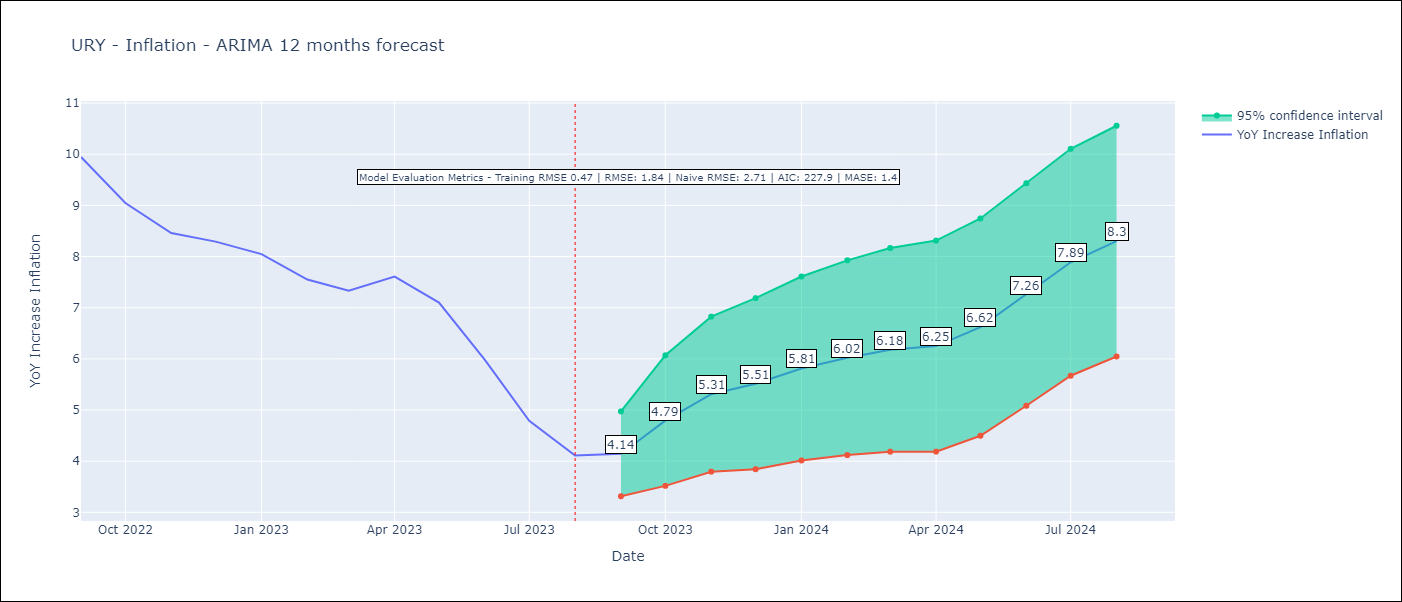 URY - Inflation - ARIMA 12 months forecast
95% confidence interval
YoY Increase Inflation
Model Evaluation Metrics - Training RMSE 0.47 | RMSE: 1.84 | Naive RMSE: 2.71 | AIC: 227.9 | MASE: 1.4
YoY Increase Inflation
11
10
9
8
7
6
5
4
3
4.14
4.79
5.31
5.51
5.81
6.02
6.18
6.25
6.62
7.26
7.89
8.3
Oct 2022
Jan 2023
Apr 2023
Jul 2023
Oct 2023
Jan 2024
Apr 2024
Jul 2024
Date